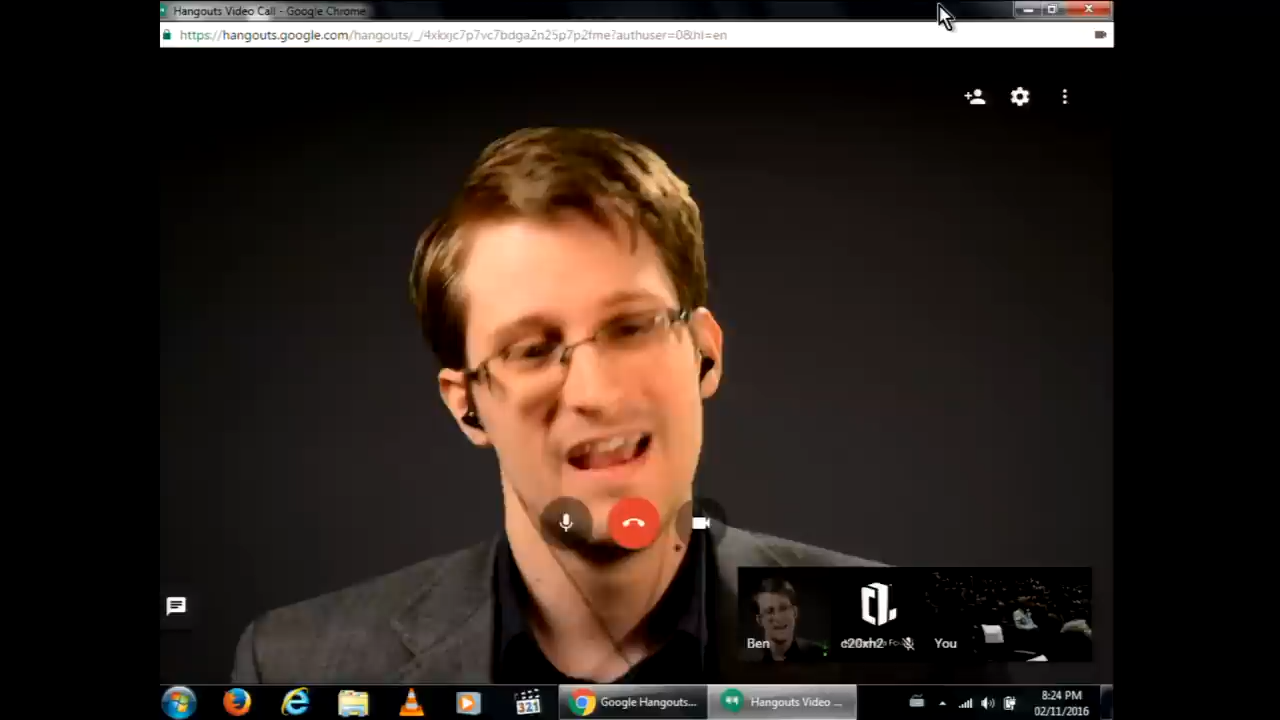 Hangouts Video Call - Google Chrome
https://hangouts.google.com/hangouts/_/4xkxjc7p7vc7bdga2n25p7p2fme?authuser=0&hl=en
Ben
c20xh2
You
321
Google Hangouts...
Hangouts Video ...
8:24 PM
02/11/2016